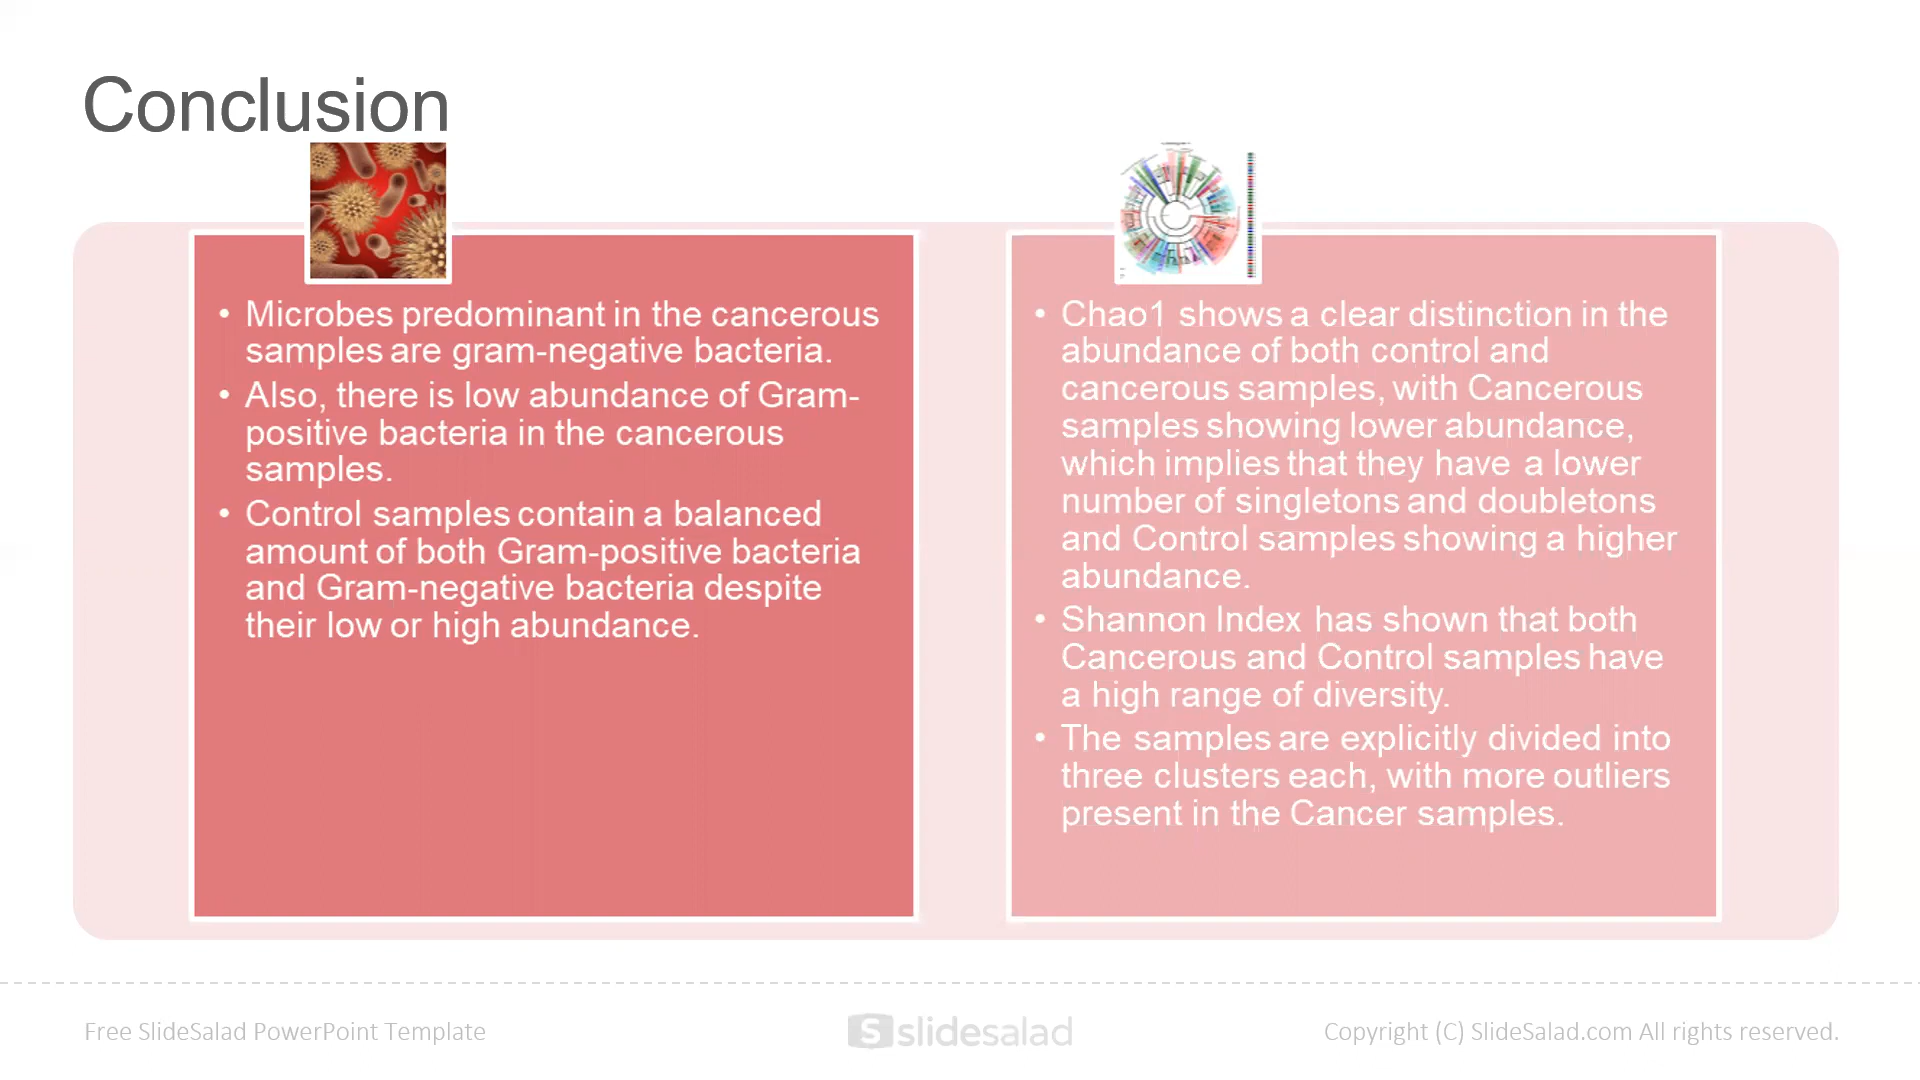 Conclusion
• Microbes predominant in the cancerous
samples are gram-negative bacteria.
• Also, there is low abundance of Gram-
positive bacteria in the cancerous
samples.
• Control samples contain a balanced
amount of both Gram-positive bacteria
and Gram-negative bacteria despite
their low or high abundance.
• Chao1 shows a clear distinction in the
abundance of both control and
cancerous samples, with Cancerous
samples showing lower abundance,
which implies that they have a lower
number of singletons and doubletons
and Control samples showing a higher
abundance.
• Shannon Index has shown that both
Cancerous and Control samples have
a high range of diversity.
• The samples are explicitly divided into
three clusters each, with more outliers
present in the Cancer samples.
Free SlideSalad PowerPoint Template
S slidesalad
Copyright (C) SlideSalad.com All rights reserved.